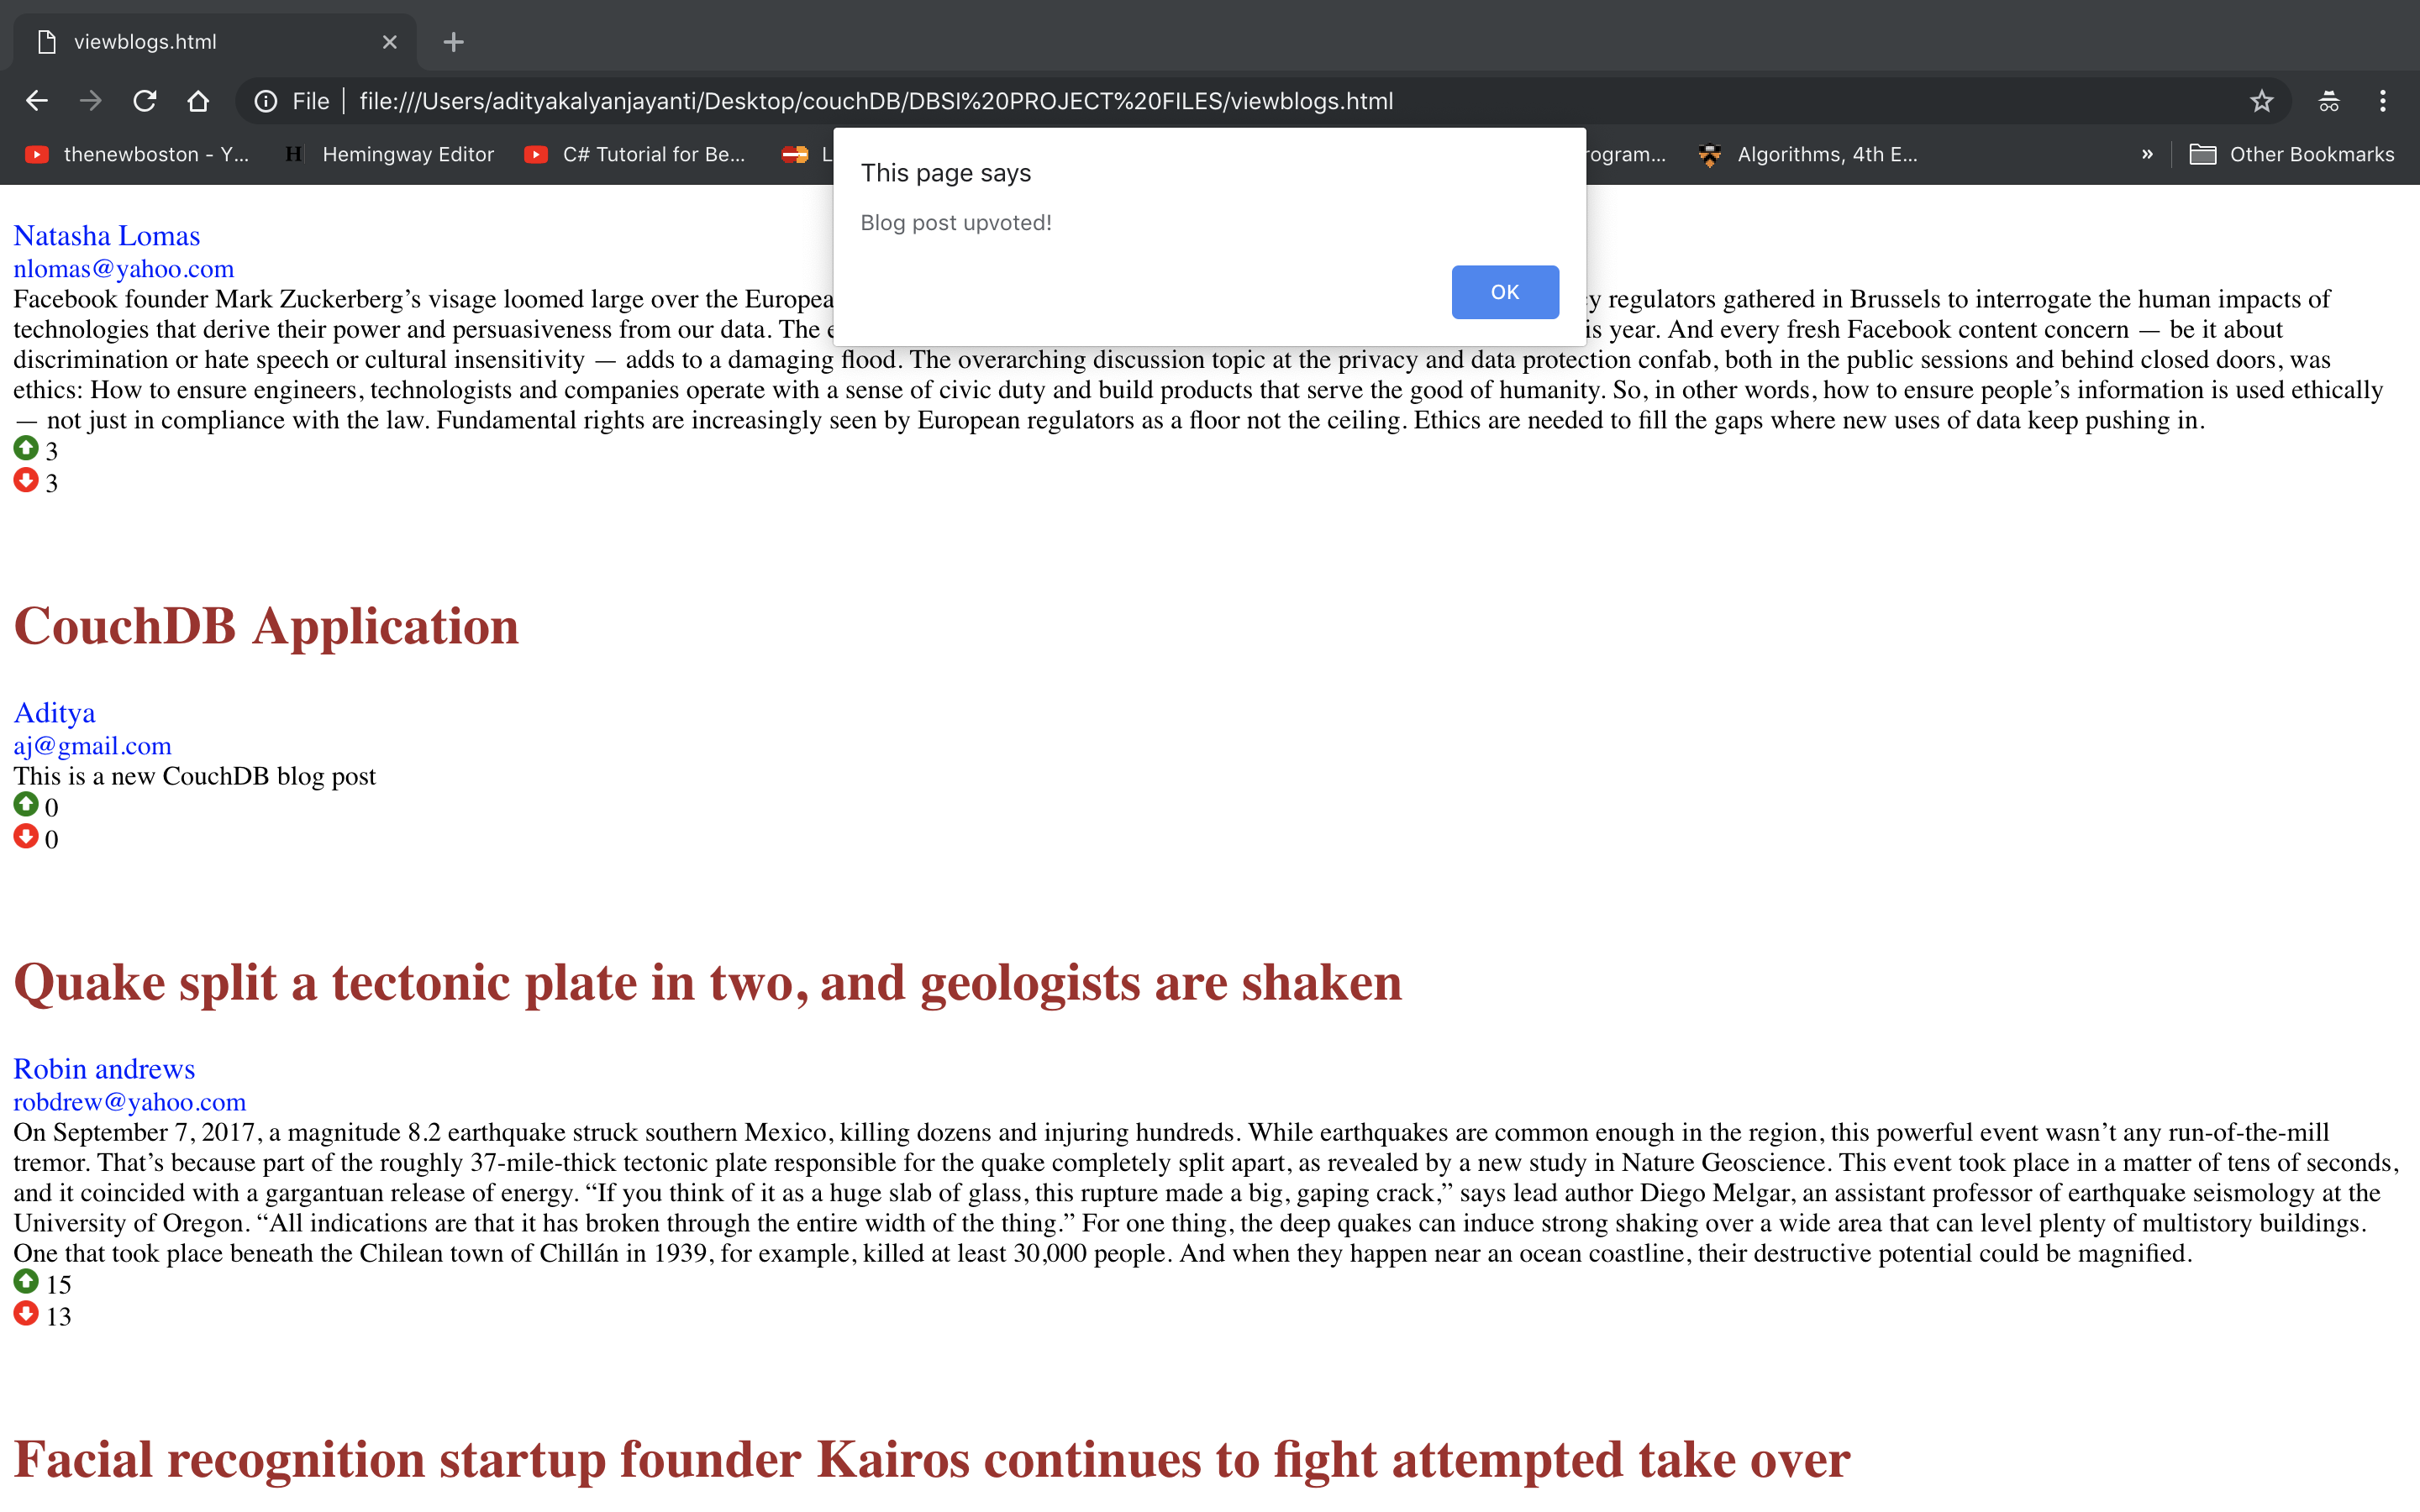 viewblogs.html
File | file:///Users/adityakalyanjayanti/Desktop/couchDB/DBSI%20PROJECT%20FILES/viewblogs.html
thenewboston - Y... H Hemingway Editor C# Tutorial for Be... L rogram... Algorithms, 4th E... » Other Bookmarks
This page says
Blog post upvoted!
OK
Natasha Lomas
nlomas@yahoo.com
Facebook founder Mark Zuckerberg’s visage loomed large over the Europea y regulators gathered in Brussels to interrogate the human impacts of
technologies that derive their power and persuasiveness from our data. The e is year. And every fresh Facebook content concern — be it about
discrimination or hate speech or cultural insensitivity — adds to a damaging flood. The overarching discussion topic at the privacy and data protection confab, both in the public sessions and behind closed doors, was
ethics: How to ensure engineers, technologists and companies operate with a sense of civic duty and build products that serve the good of humanity. So, in other words, how to ensure people’s information is used ethically
— not just in compliance with the law. Fundamental rights are increasingly seen by European regulators as a floor not the ceiling. Ethics are needed to fill the gaps where new uses of data keep pushing in.
3
3
CouchDB Application
Aditya
aj@gmail.com
This is a new CouchDB blog post
0
0
Quake split a tectonic plate in two, and geologists are shaken
Robin andrews
robdrew@yahoo.com
On September 7, 2017, a magnitude 8.2 earthquake struck southern Mexico, killing dozens and injuring hundreds. While earthquakes are common enough in the region, this powerful event wasn’t any run-of-the-mill
tremor. That’s because part of the roughly 37-mile-thick tectonic plate responsible for the quake completely split apart, as revealed by a new study in Nature Geoscience. This event took place in a matter of tens of seconds,
and it coincided with a gargantuan release of energy. “If you think of it as a huge slab of glass, this rupture made a big, gaping crack,” says lead author Diego Melgar, an assistant professor of earthquake seismology at the
University of Oregon. “All indications are that it has broken through the entire width of the thing.” For one thing, the deep quakes can induce strong shaking over a wide area that can level plenty of multistory buildings.
One that took place beneath the Chilean town of Chillán in 1939, for example, killed at least 30,000 people. And when they happen near an ocean coastline, their destructive potential could be magnified.
15
13
Facial recognition startup founder Kairos continues to fight attempted take over